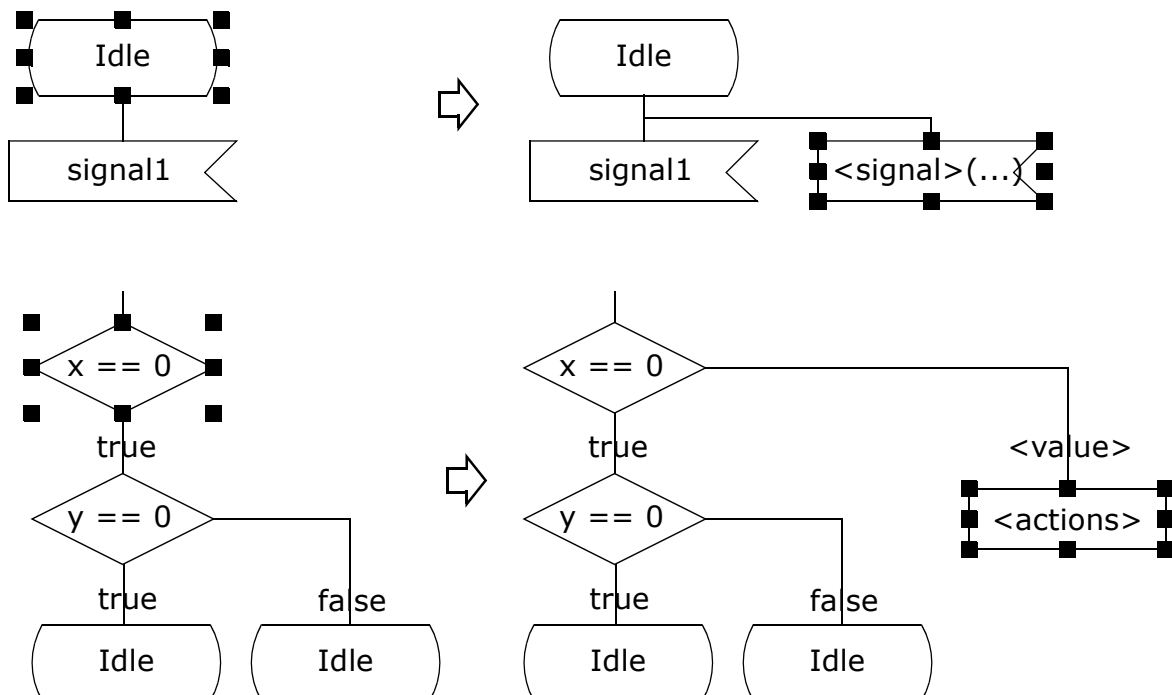 Idle
Idle
signal1
signal1
<signal>(...)
x == 0
x == 0
true
true
<value>
y == 0
y == 0
<actions>
true
false
true
false
Idle
Idle
Idle
Idle